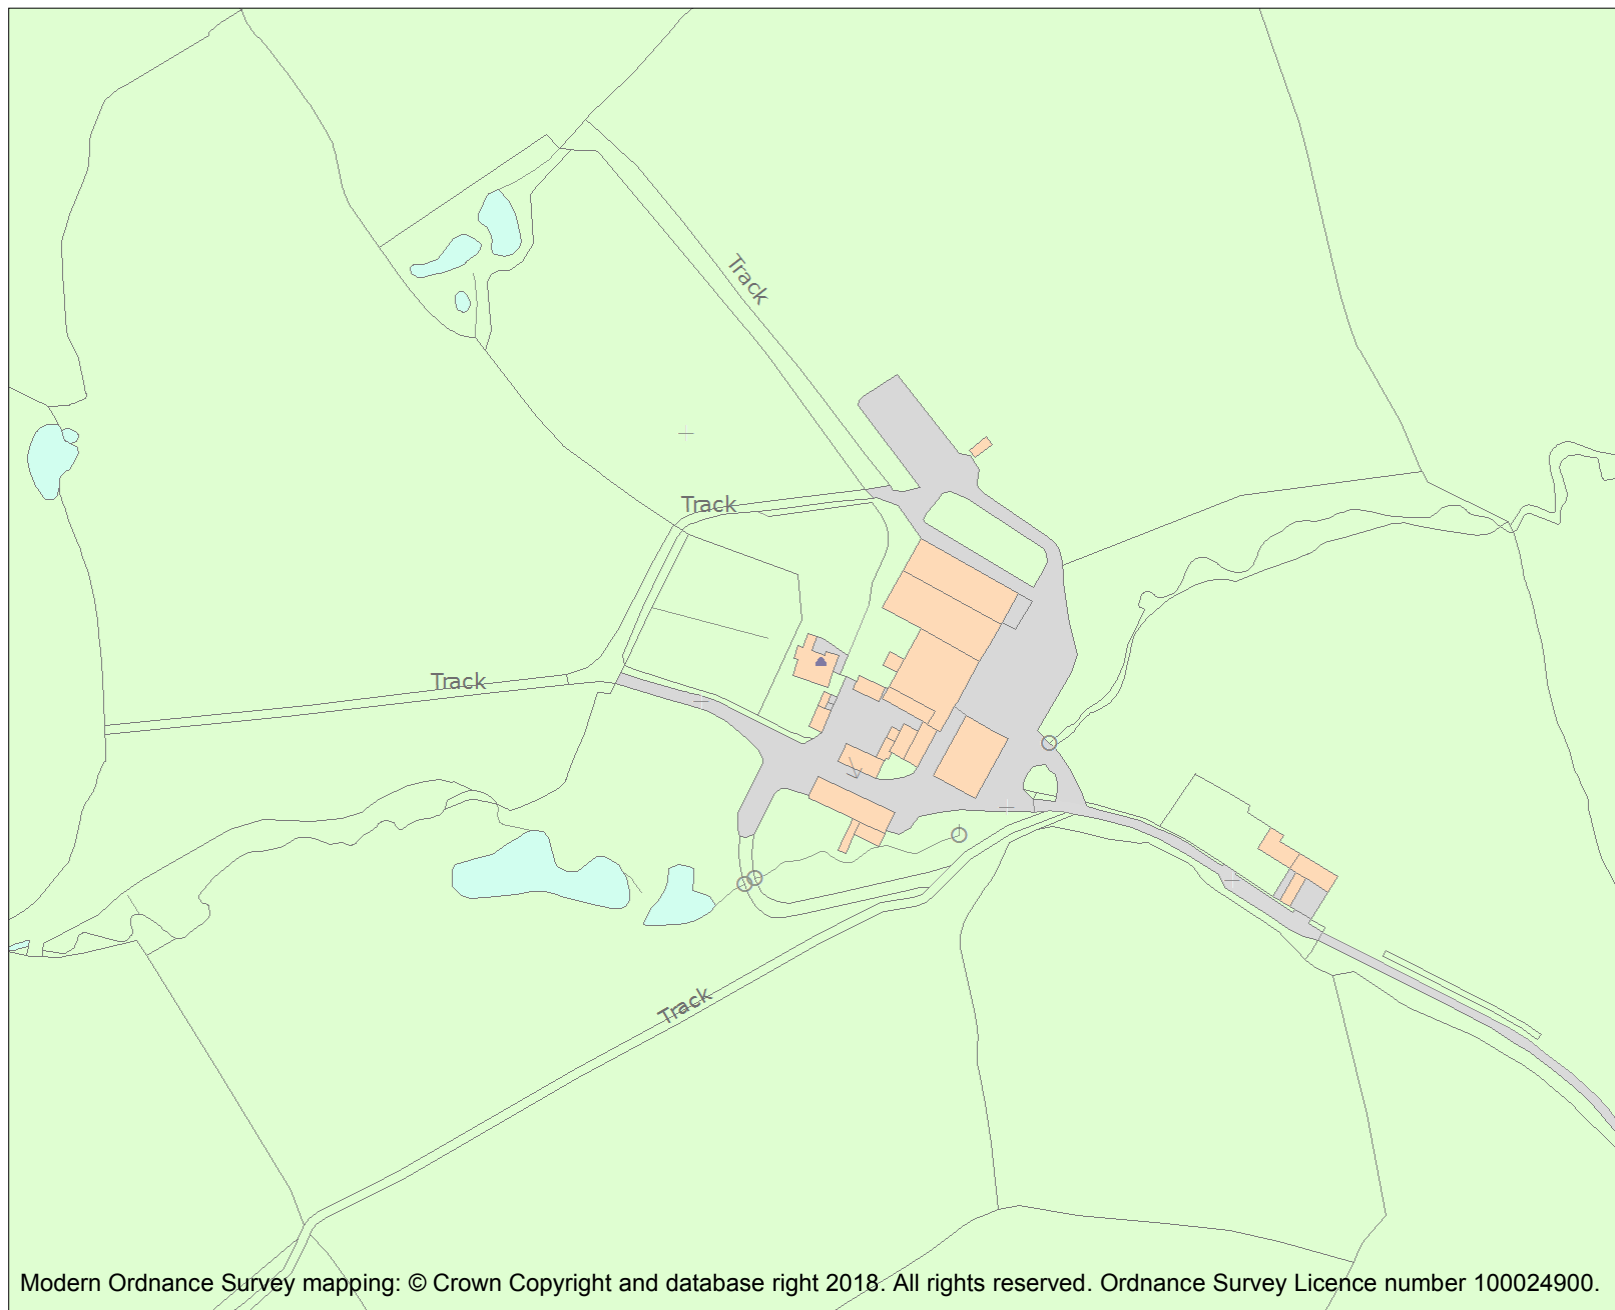 Track
Track
Track
Track
Modern Ordnance Survey mapping: © Crown Copyright and database right 2018. All rights reserved. Ordnance Survey Licence number 100024900.